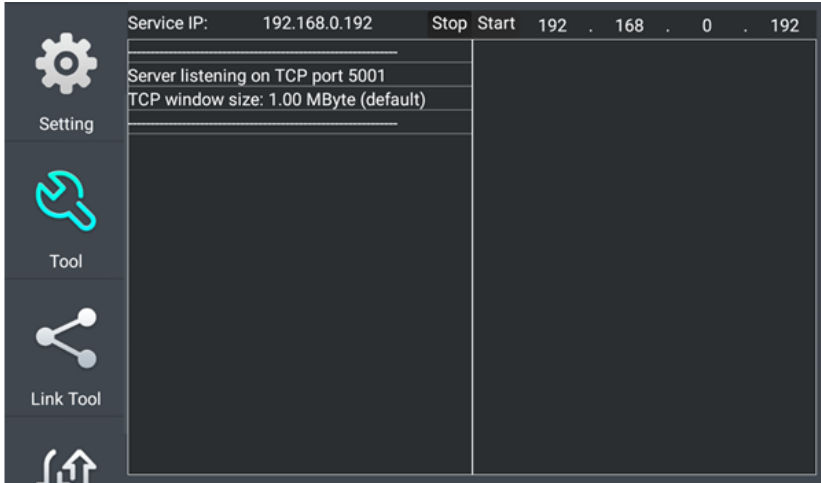 Service IP: 192.168.0.192 Stop Start 192 . 168 . 0 . 192
------------------------------------------------------------
Server listening on TCP port 5001
TCP window size: 1.00 MByte (default)
------------------------------------------------------------
Setting
Tool
Link Tool